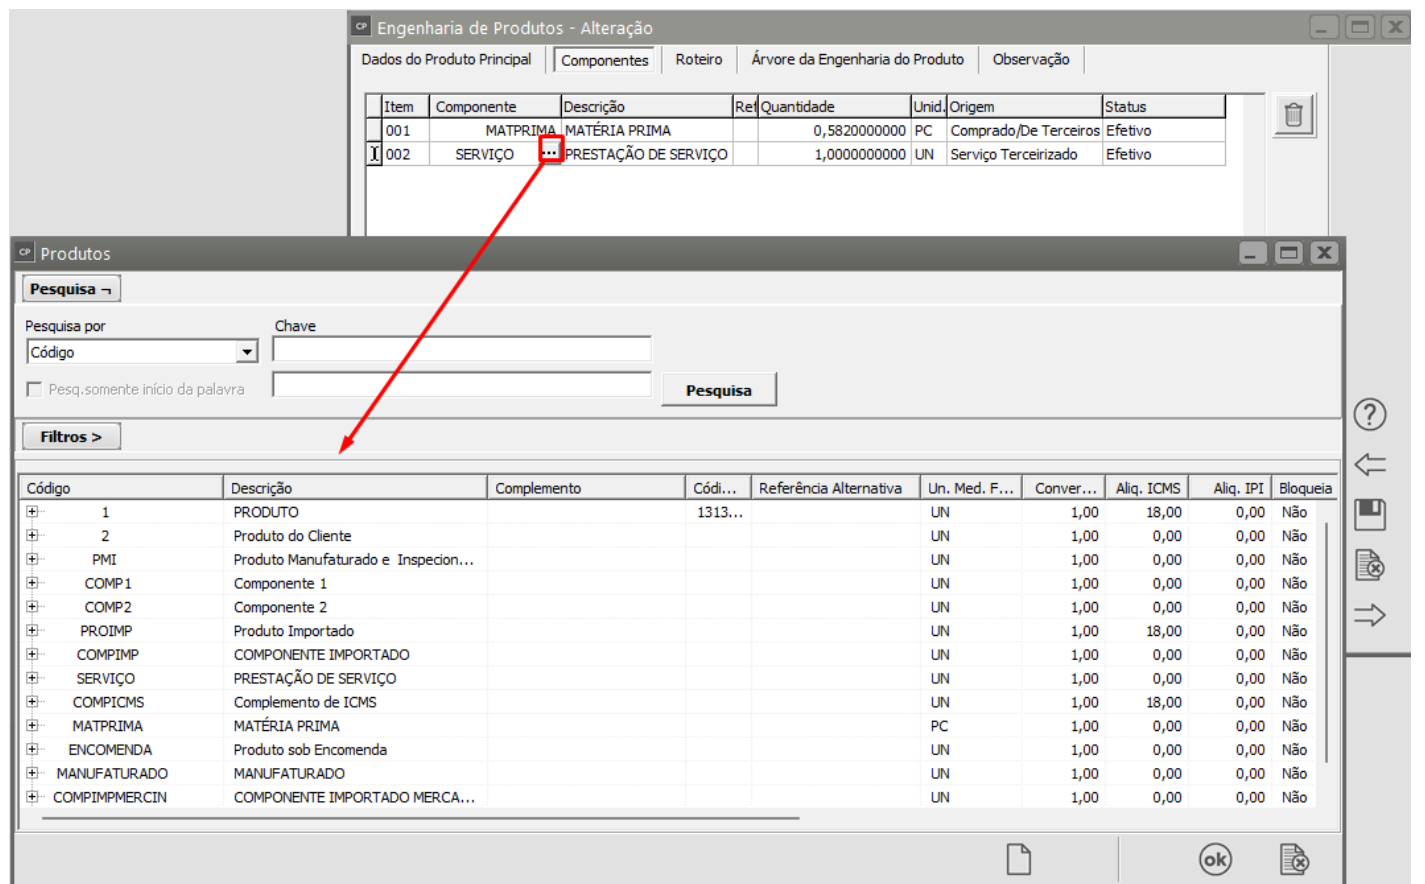 CP Engenharia de Produtos - Alteração
Dados do Produto Principal Componentes Roteiro Árvore da Engenharia do Produto Observação
Item Componente Descrição Ref Quantidade Unid. Origem Status
001 MATPRIMA MATÉRIA PRIMA 0,5820000000 PC Comprado/De Terceiros Efetivo
002 SERVIÇO ... PRESTAÇÃO DE SERVIÇO 1,0000000000 UN Serviço Terceirizado Efetivo
CP Produtos
Pesquisa ¬
Pesquisa por Chave
Código
Pesq.somente início da palavra Pesquisa
Filtros >
Código Descrição Complemento Códi... Referência Alternativa Un. Med. F... Conver... Aliq. ICMS Aliq. IPI Bloqueia
1 PRODUTO 1313... UN 1,00 18,00 0,00 Não
2 Produto do Cliente UN 1,00 0,00 0,00 Não
PMI Produto Manufaturado e Inspecion... UN 1,00 0,00 0,00 Não
COMP1 Componente 1 UN 1,00 0,00 0,00 Não
COMP2 Componente 2 UN 1,00 0,00 0,00 Não
PROIMP Produto Importado UN 1,00 18,00 0,00 Não
COMPIMP COMPONENTE IMPORTADO UN 1,00 0,00 0,00 Não
SERVIÇO PRESTAÇÃO DE SERVIÇO UN 1,00 0,00 0,00 Não
COMPICMS Complemento de ICMS UN 1,00 18,00 0,00 Não
MATPRIMA MATÉRIA PRIMA PC 1,00 0,00 0,00 Não
ENCOMENDA Produto sob Encomenda UN 1,00 0,00 0,00 Não
MANUFATURADO MANUFATURADO UN 1,00 0,00 0,00 Não
COMPIMPMERCIN COMPONENTE IMPORTADO MERCA... UN 1,00 0,00 0,00 Não
ok